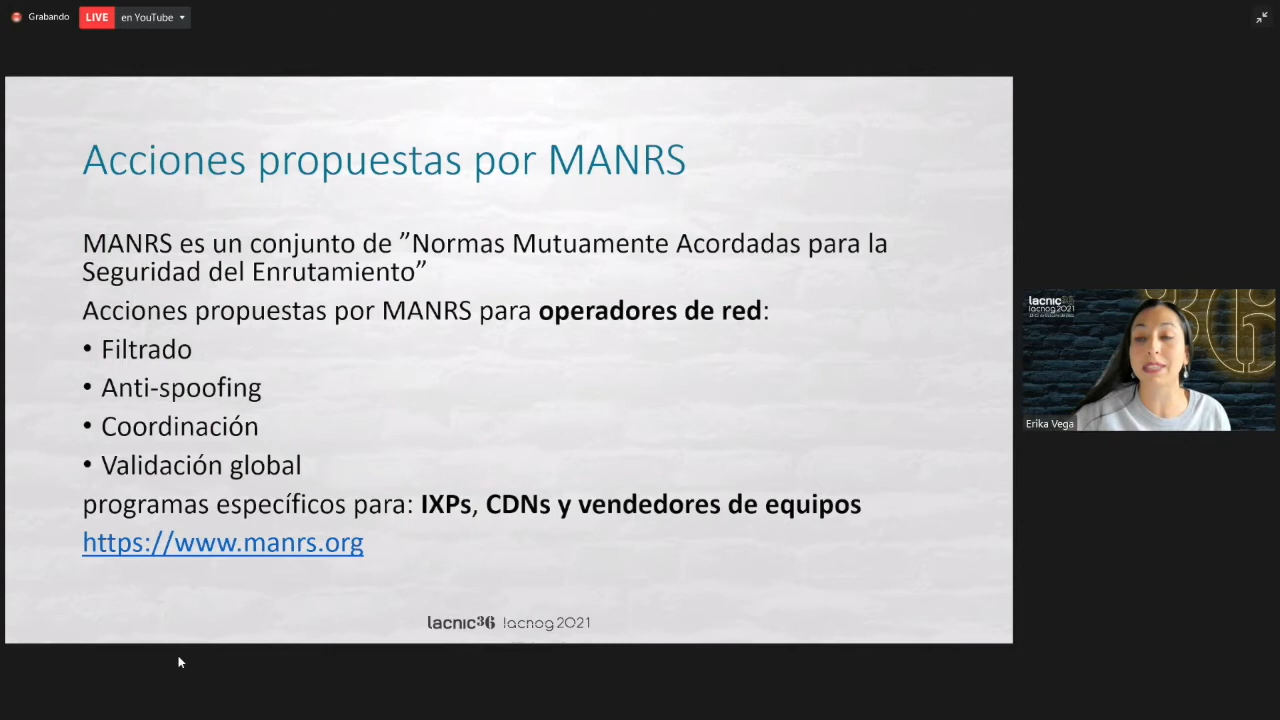 Grabando
LIVE en YouTube
Acciones propuestas por MANRS
MANRS es un conjunto de ”Normas Mutuamente Acordadas para la
Seguridad del Enrutamiento”
Acciones propuestas por MANRS para operadores de red:
• Filtrado
• Anti-spoofing
• Coordinación
• Validación global
programas específicos para: IXPs, CDNs y vendedores de equipos
https://www.manrs.org
lacnic36 lacnog2021
lacnic36
lacnog2021
Erika Vega